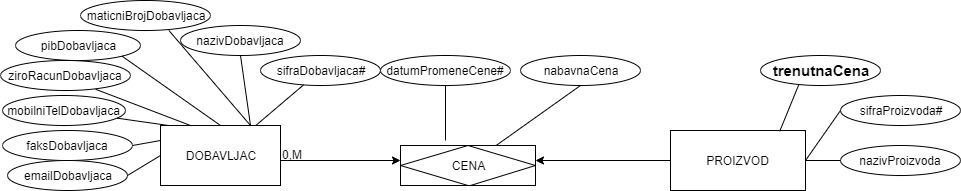 maticniBrojDobavljaca
pibDobavljaca
nazivDobavljaca
ziroRacunDobavljaca
sifraDobavljaca#
datumPromeneCene#
nabavnaCena
trenutnaCena
mobilniTelDobavljaca
sifraProizvoda#
faksDobavljaca
DOBAVLJAC
0,M
CENA
PROIZVOD
nazivProizvoda
emailDobavljaca